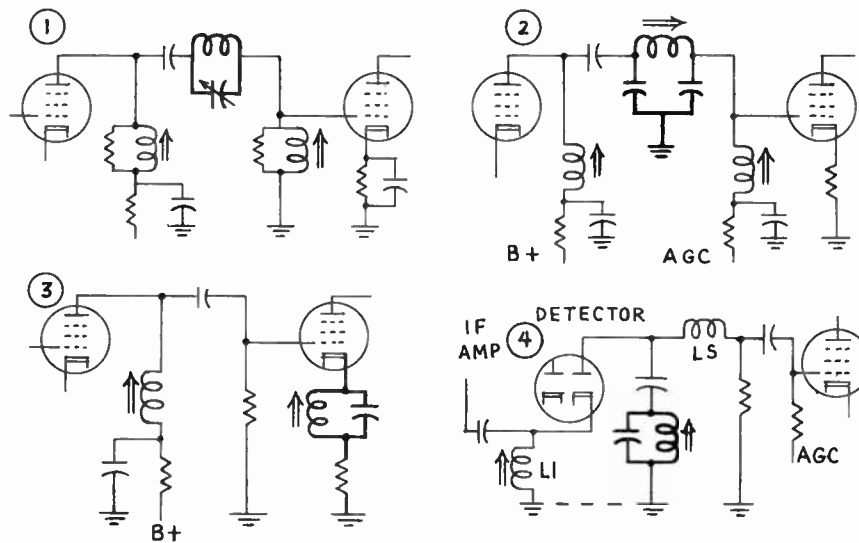 1
2
B+
AGC
3
B+
4
DETECTOR
IF
AMP
L1
LS
AGC